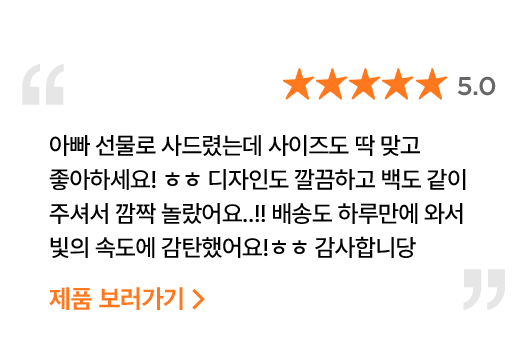 ★★★★★ 5.0
아빠 선물로 사드렸는데 사이즈도 딱 맞고
좋아하세요! ㅎㅎ 디자인도 깔끔하고 백도 같이
주셔서 깜짝 놀랐어요..!! 배송도 하루만에 와서
빛의 속도에 감탄했어요!ㅎㅎ 감사합니당
제품 보러가기 >